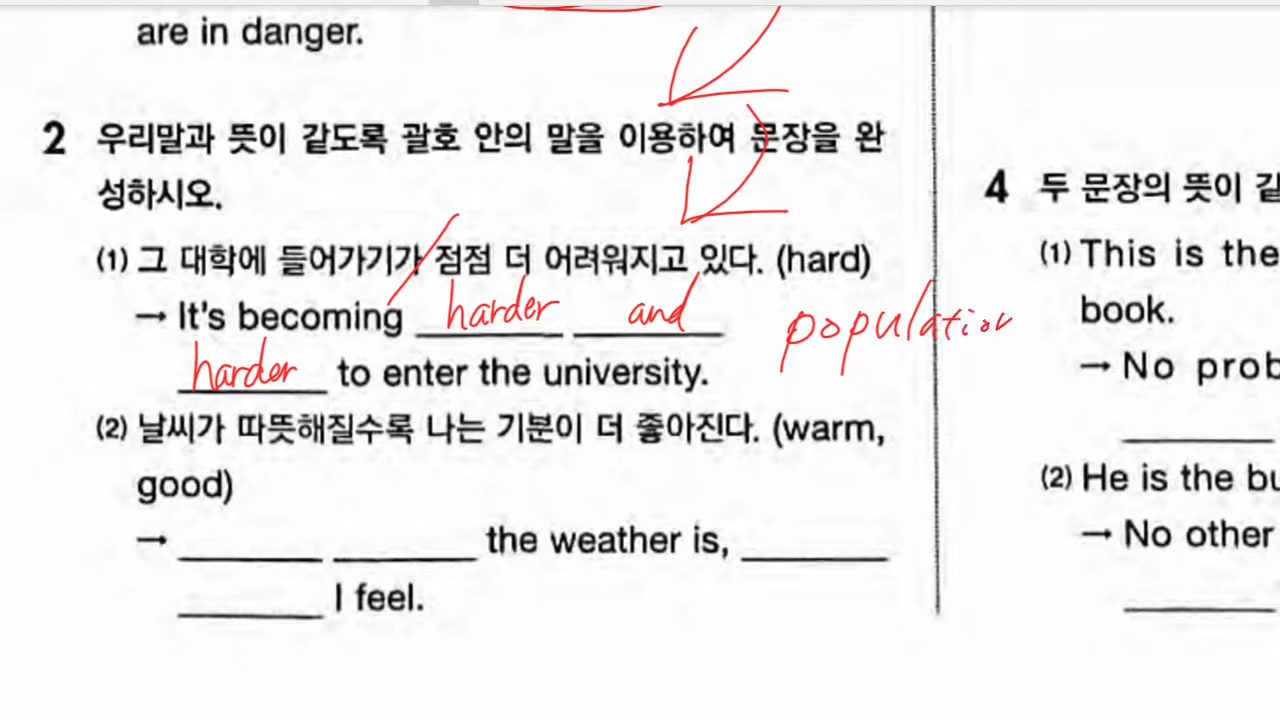 are in danger.
2 우리말과 뜻이 같도록 괄호 안의 말을 이용하여 문장을 완
성하시오.
(1) 그 대학에 들어가기가 점점 더 어려워지고 있다. (hard)
→ It's becoming harder and
harder to enter the university.
population
(2) 날씨가 따뜻해질수록 나는 기분이 더 좋아진다. (warm,
good)
→ ______ ______ the weather is, ______
______ I feel.
4 두 문장의 뜻이 같
(1) This is the
book.
→ No prob
(2) He is the bu
→ No other